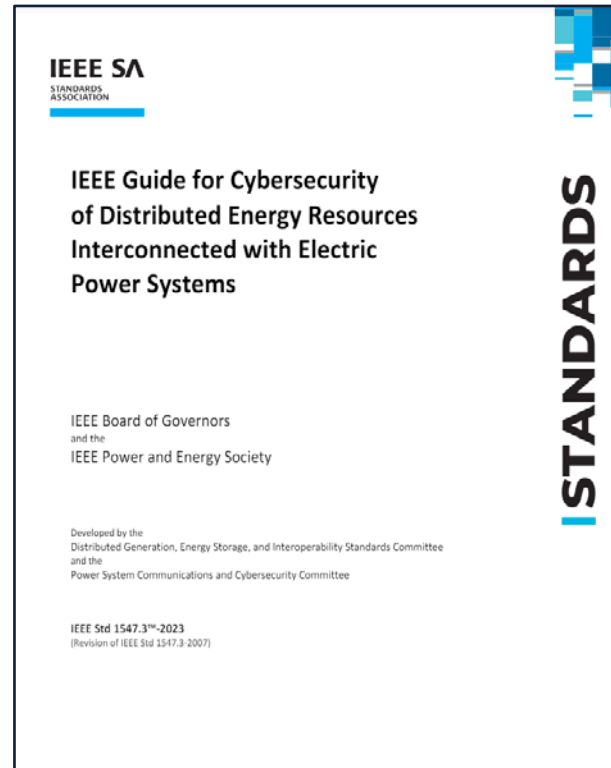 IEEE SA
STANDARDS
ASSOCIATION
STANDARDS
IEEE Guide for Cybersecurity
of Distributed Energy Resources
Interconnected with Electric
Power Systems
IEEE Board of Governors
and the
IEEE Power and Energy Society
Developed by the
Distributed Generation, Energy Storage, and Interoperability Standards Committee
and the
Power System Communications and Cybersecurity Committee
IEEE Std 1547.3™-2023
(Revision of IEEE Std 1547.3-2007)